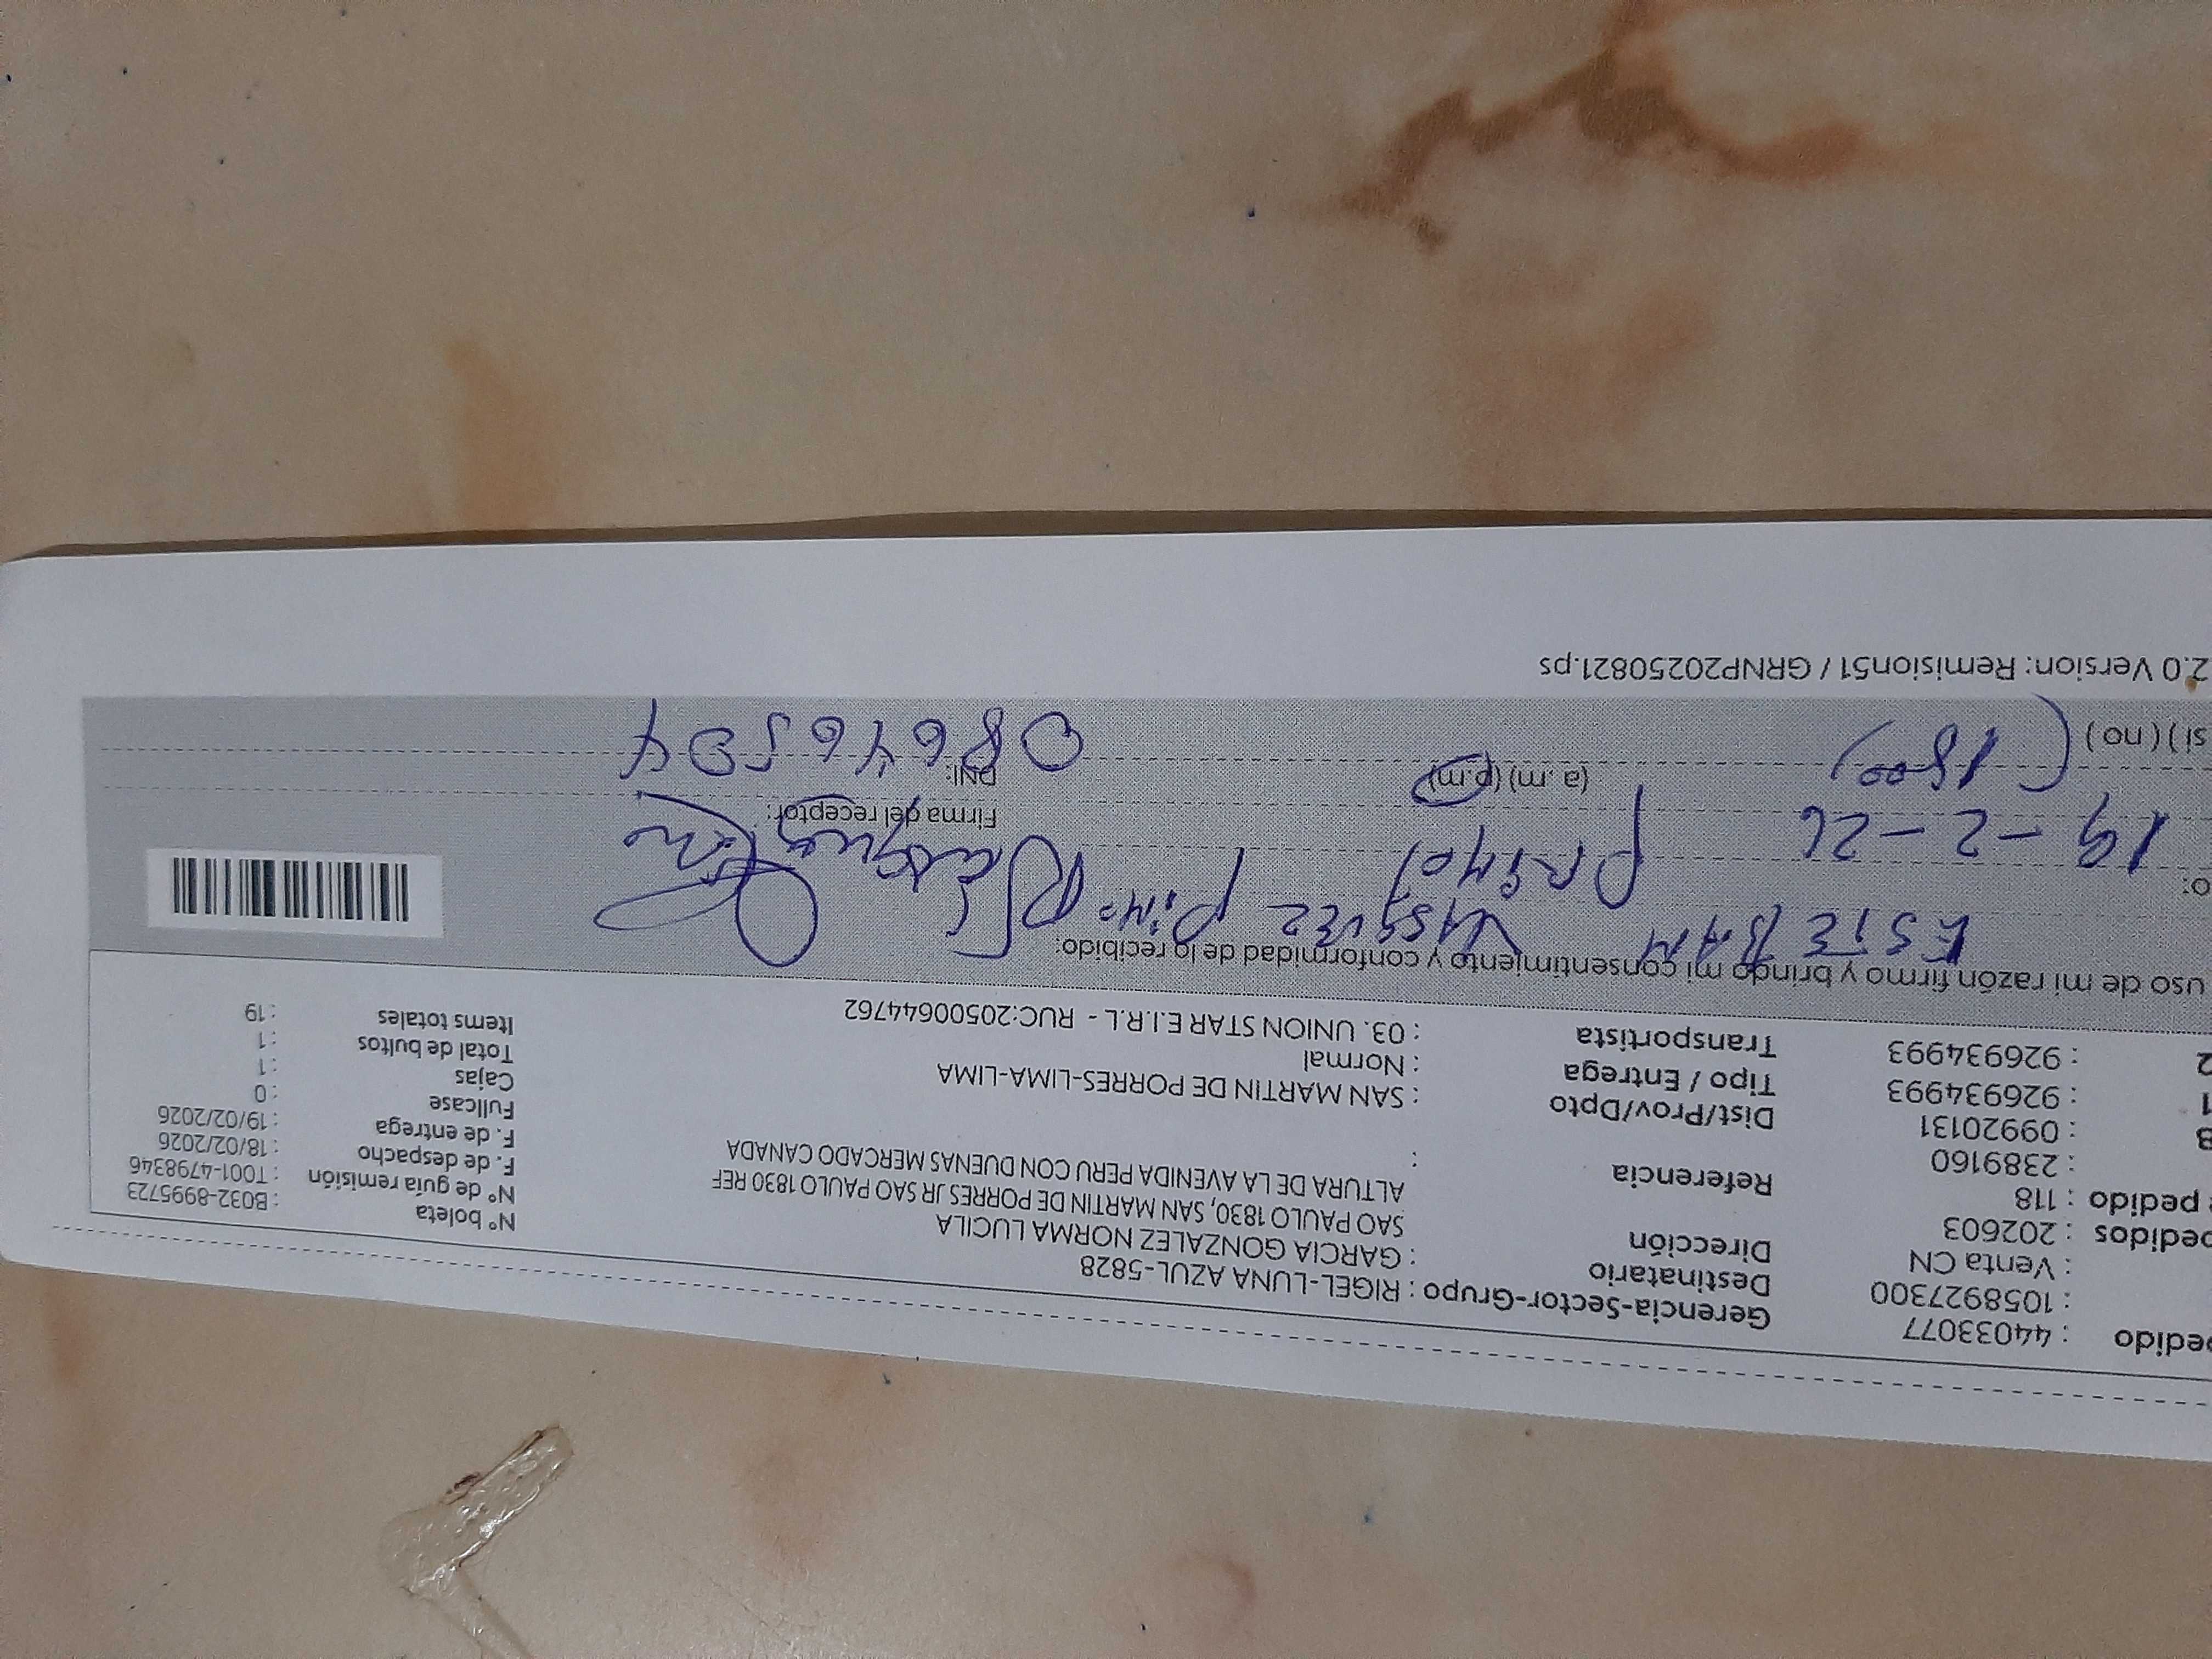 pedido : 44033077
: 1058927300
: Venta CN
pedidos : 202603
e pedido : 118
: 2389160
: 09920131
1 : 926934993
2 : 926934993
Gerencia-Sector-Grupo : RIGEL-LUNA AZUL-5828
Destinatario : GARCIA GONZALEZ NORMA LUCILA
Dirección SAO PAULO 1830, SAN MARTIN DE PORRES JR SAO PAULO 1830 REF
ALTURA DE LA AVENIDA PERU CON DUENAS MERCADO CANADA
Referencia :
Dist/Prov/Dpto : SAN MARTIN DE PORRES-LIMA-LIMA
Tipo / Entrega : Normal
Transportista : 03. UNION STAR E.I.R.L - RUC:20500644762
N° boleta : B032-8995723
N° de guía remisión : T001-4798346
F. de despacho : 18/02/2026
F. de entrega : 19/02/2026
Fullcase : 0
Cajas : 1
Total de bultos : 1
Items totales : 19
uso de mi razón firmo y brindo mi consentimiento y conformidad de lo recibido:
ESTEBAN VASQUEZ
o:
19-2-26
Firma del receptor:
si ) ( no ) (1800) (a. m) (p.m) DNI: 08646504
2.0 Version: Remision51 / GRNP20250821.ps